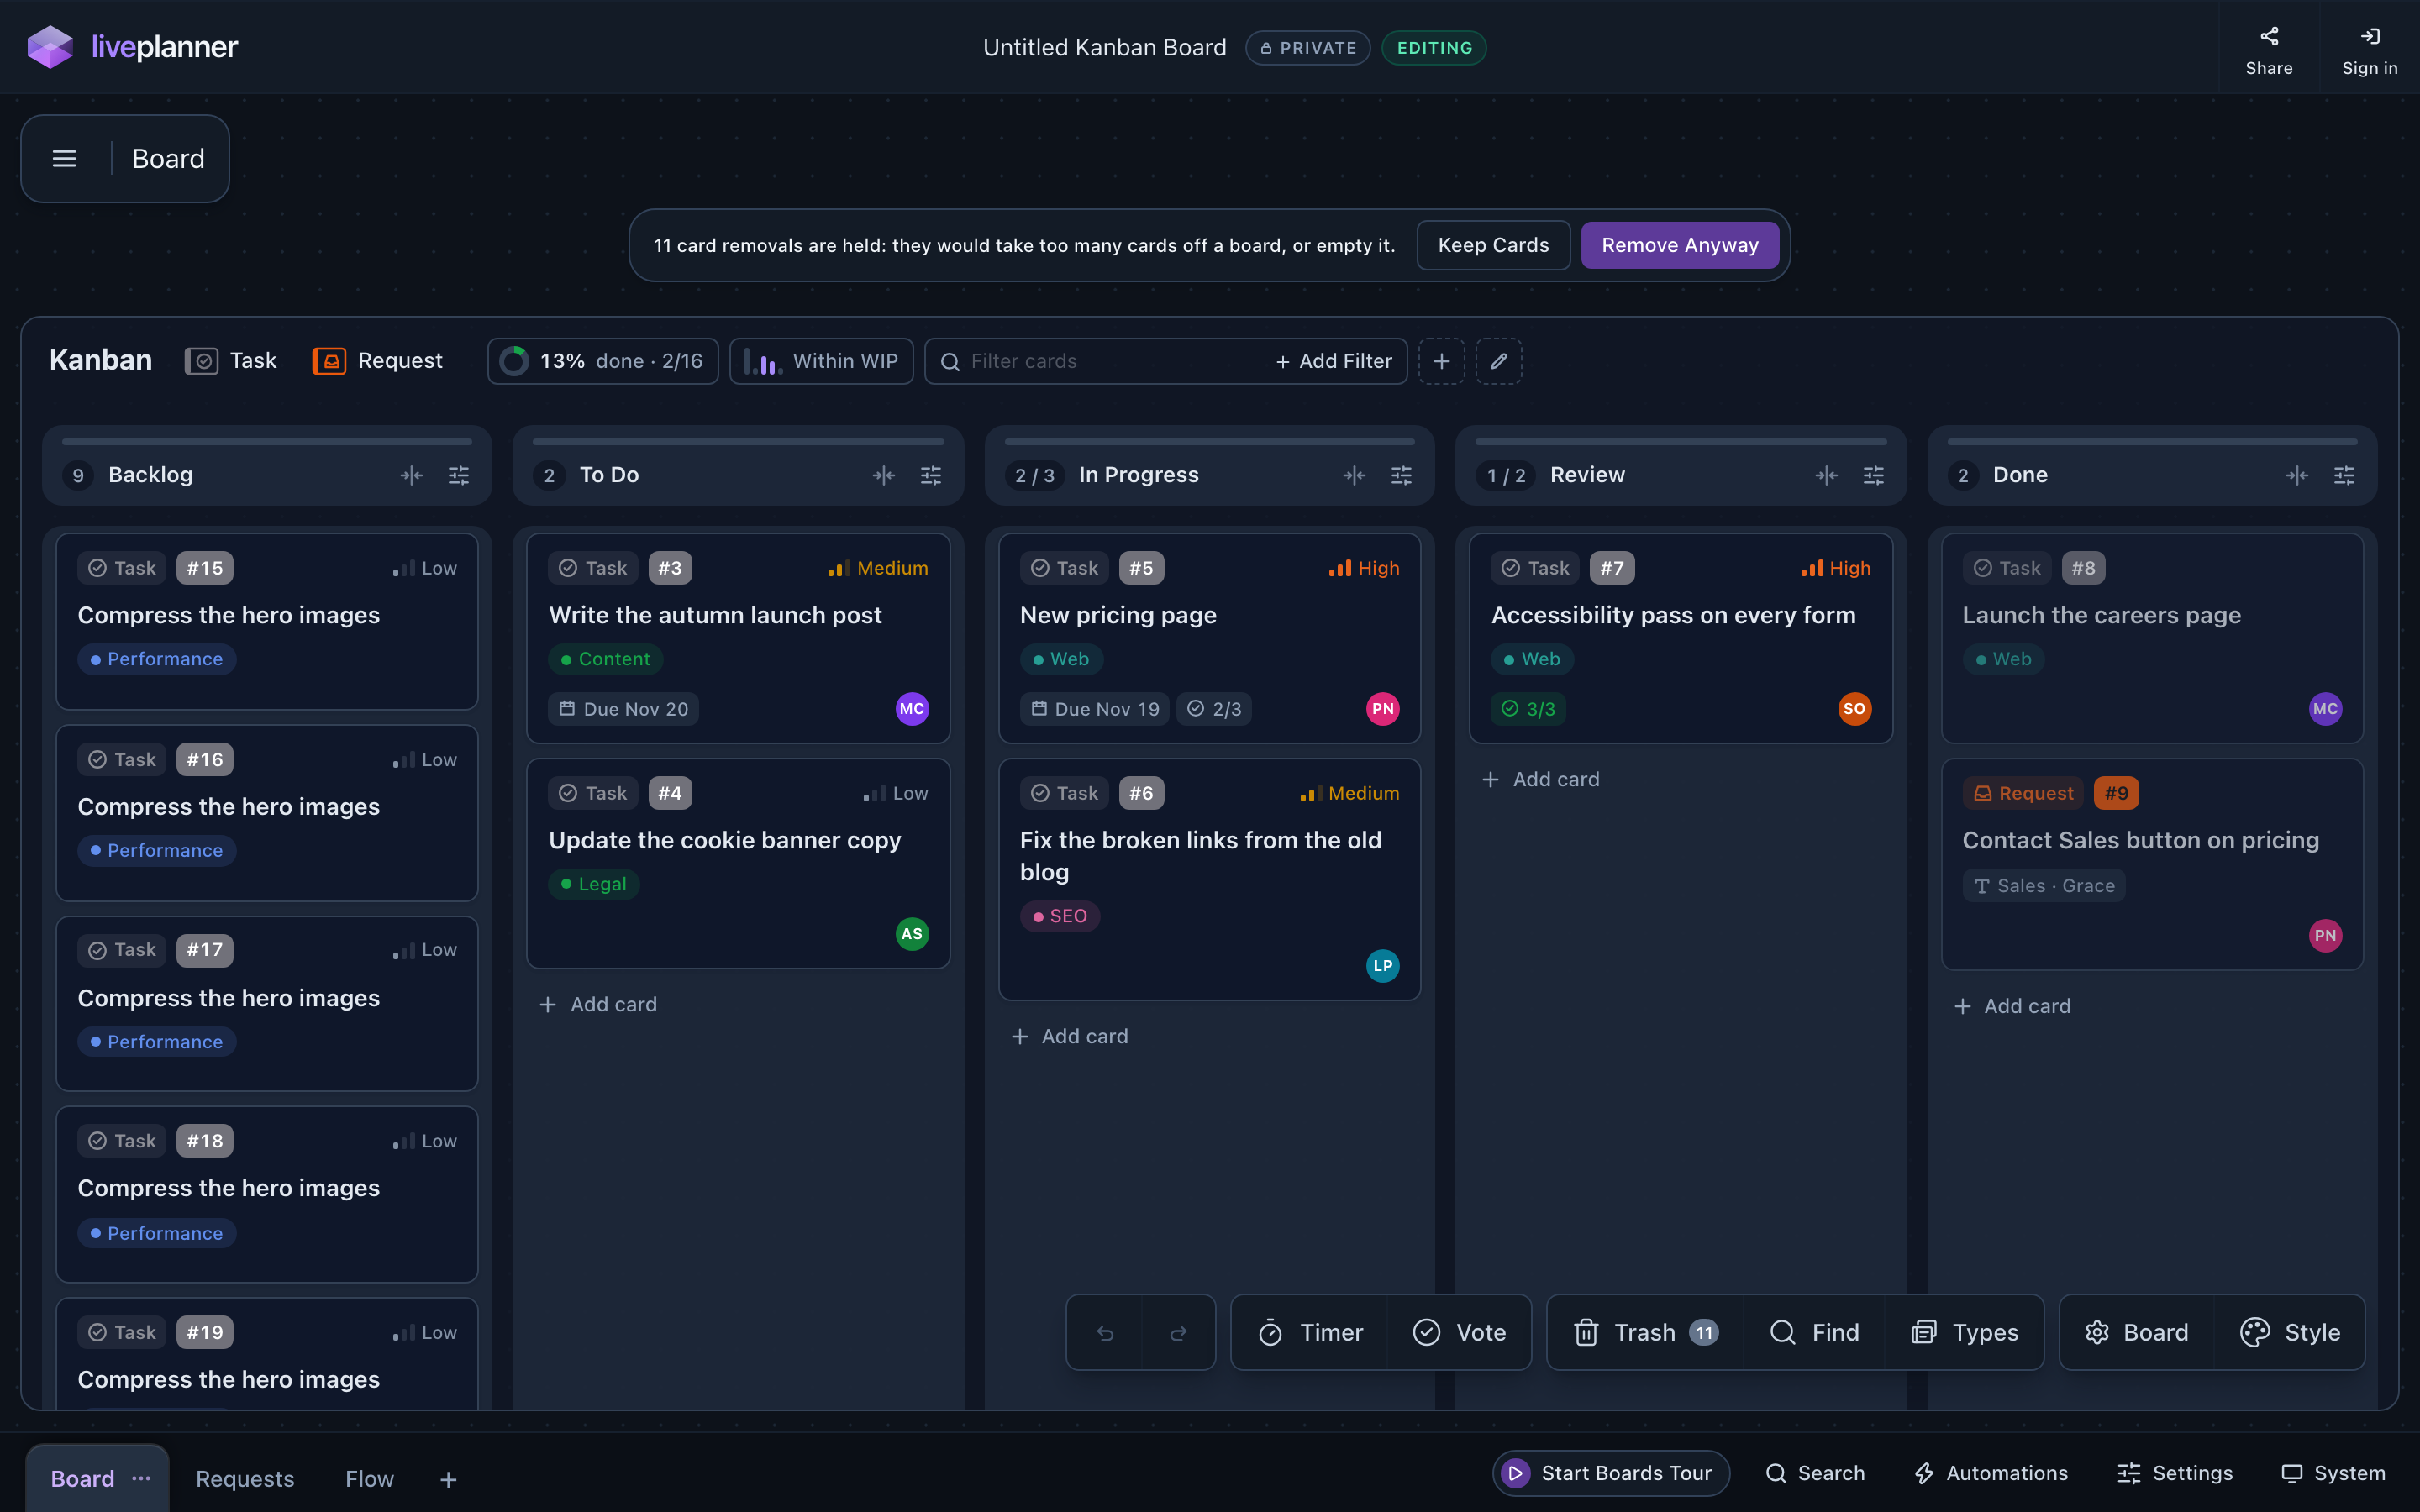 liveplanner
Untitled Kanban Board
PRIVATE
EDITING
Share
Sign in
Board
11 card removals are held: they would take too many cards off a board, or empty it.
Keep Cards
Remove Anyway
Kanban
Task
Request
13% done · 2/16
Within WIP
Filter cards
+ Add Filter
9 Backlog
2 To Do
2 / 3 In Progress
1 / 2 Review
2 Done
Task #15 Low
Compress the hero images
Performance
Task #16 Low
Compress the hero images
Performance
Task #17 Low
Compress the hero images
Performance
Task #18 Low
Compress the hero images
Performance
Task #19 Low
Compress the hero images
Task #3 Medium
Write the autumn launch post
Content
Due Nov 20 MC
Task #4 Low
Update the cookie banner copy
Legal
AS
+ Add card
Task #5 High
New pricing page
Web
Due Nov 19 2/3 PN
Task #6 Medium
Fix the broken links from the old
blog
SEO
LP
+ Add card
Task #7 High
Accessibility pass on every form
Web
3/3 SO
+ Add card
Task #8
Launch the careers page
Web
MC
Request #9
Contact Sales button on pricing
Sales · Grace
PN
+ Add card
Timer
Vote
Trash 11
Find
Types
Board
Style
Board
Requests
Flow
+
Start Boards Tour
Search
Automations
Settings
System